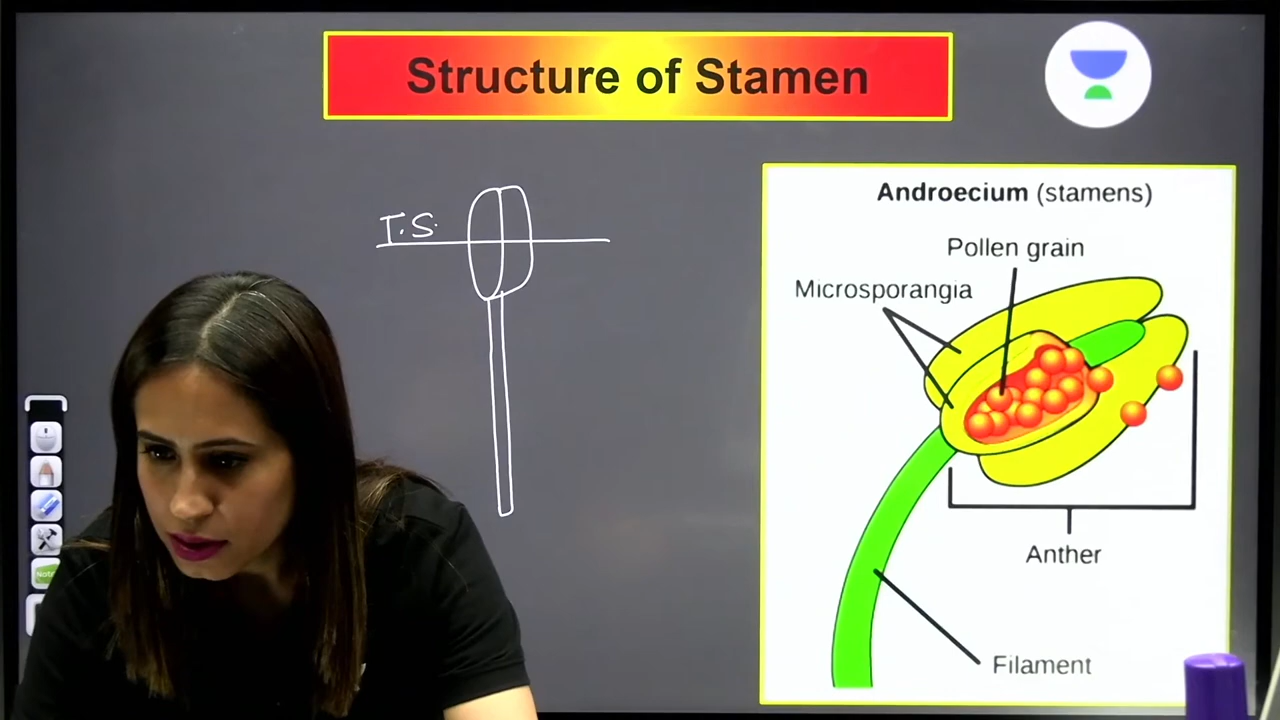 Structure of Stamen
T.S.
Androecium (stamens)
Pollen grain
Microsporangia
Anther
Filament